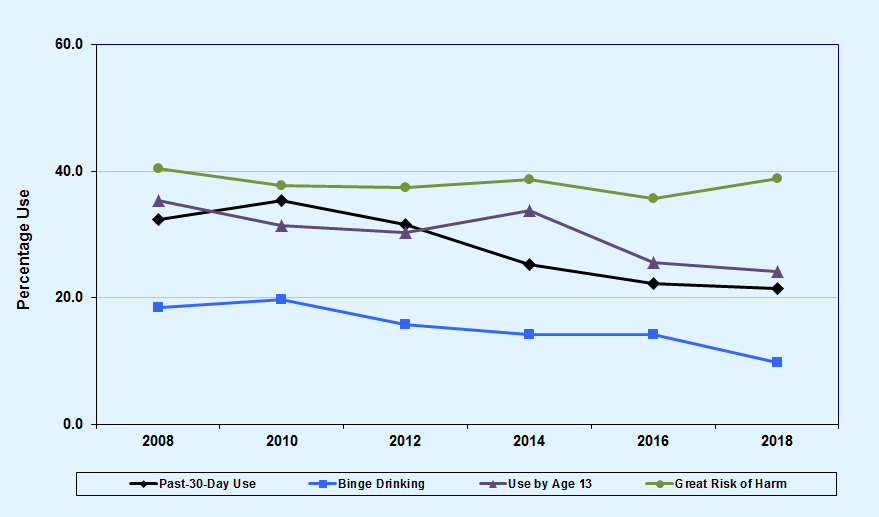 60.0
40.0
20.0
0.0
Percentage Use
2008 2010 2012 2014 2016 2018
Past-30-Day Use Binge Drinking Use by Age 13 Great Risk of Harm